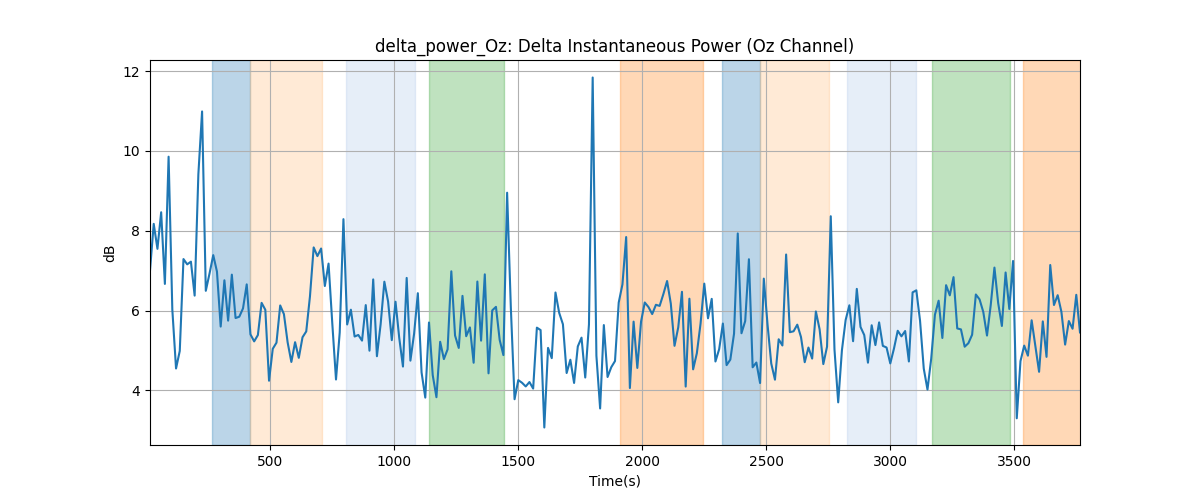 delta_power_Oz: Delta Instantaneous Power (Oz Channel)
12
10
8
6
4
dB
500 1000 1500 2000 2500 3000 3500
Time(s)